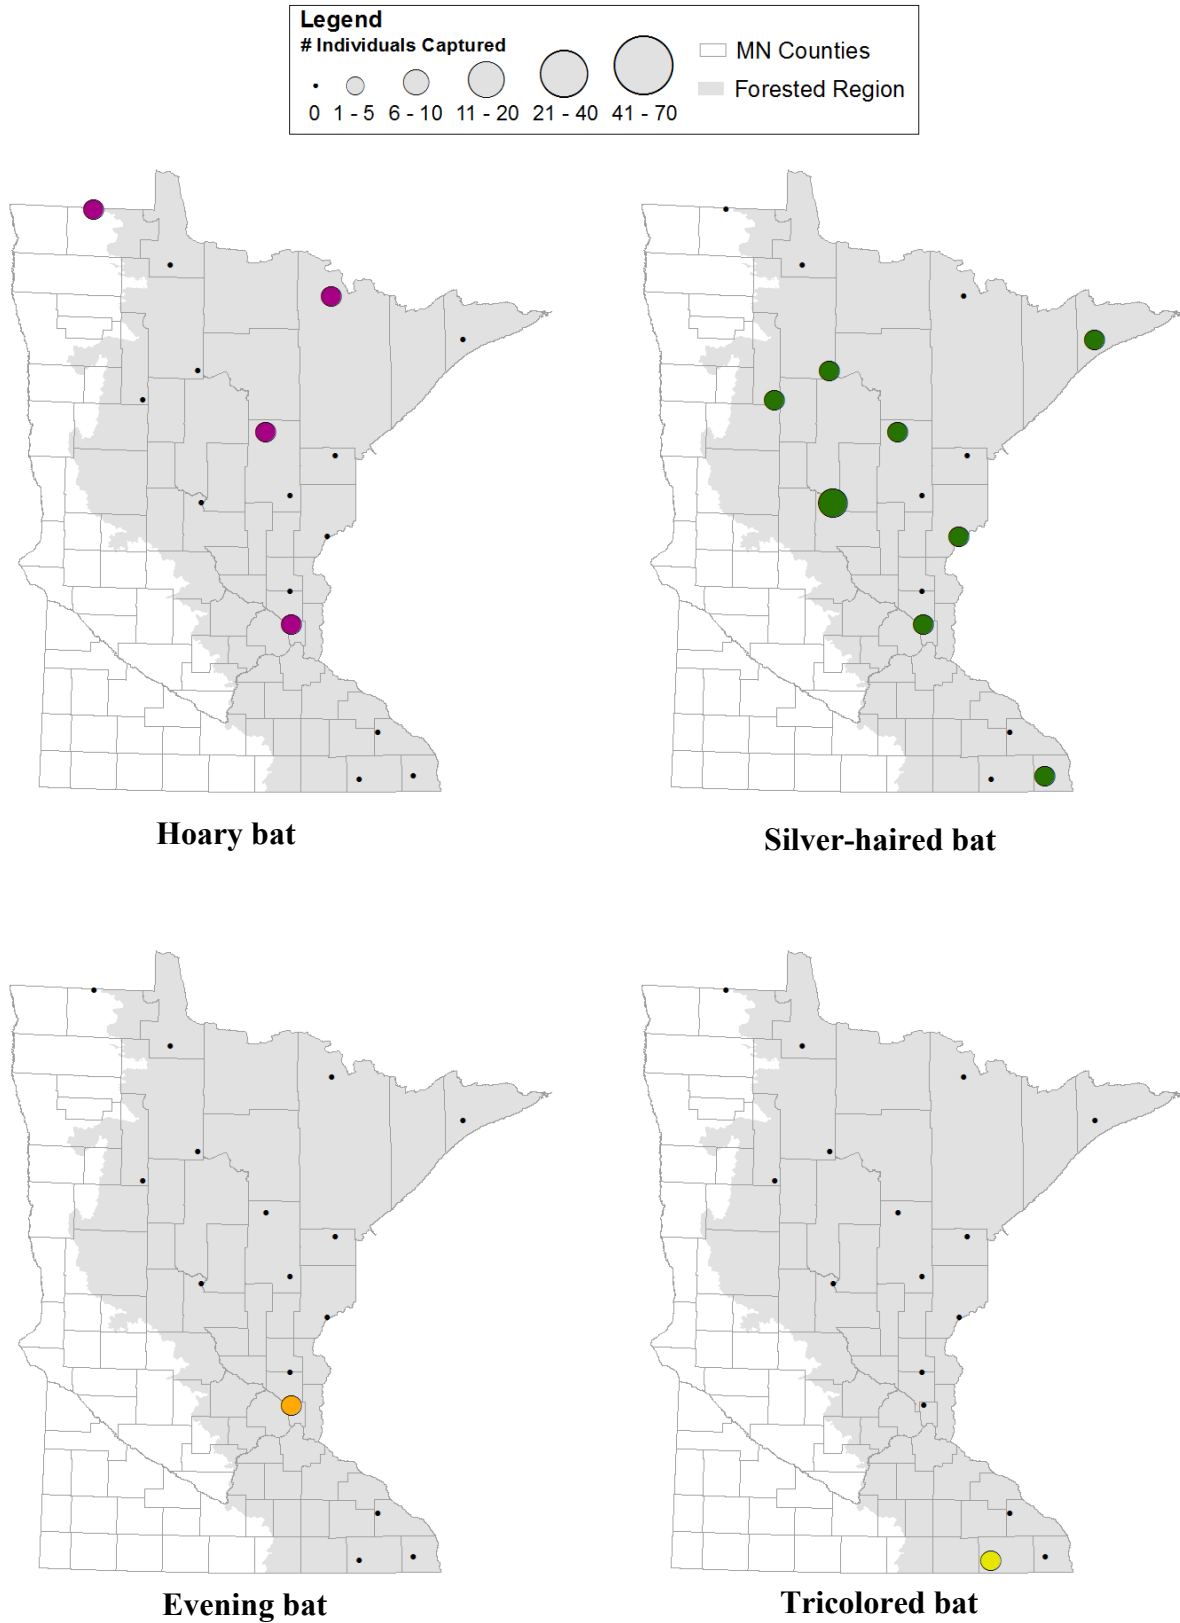 Legend
# Individuals Captured
0 1 - 5 6 - 10 11 - 20 21 - 40 41 - 70
MN Counties
Forested Region
Hoary bat
Silver-haired bat
Evening bat
Tricolored bat